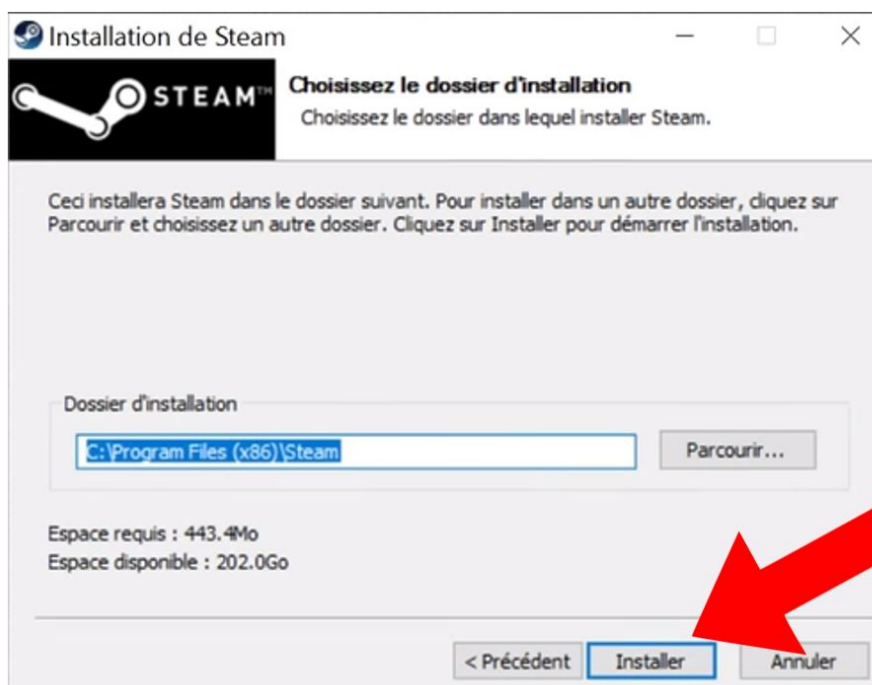 Installation de Steam
STEAM™
Choisissez le dossier d'installation
Choisissez le dossier dans lequel installer Steam.
Ceci installera Steam dans le dossier suivant. Pour installer dans un autre dossier, cliquez sur
Parcourir et choisissez un autre dossier. Cliquez sur Installer pour démarrer l'installation.
Dossier d'installation
C:\Program Files (x86)\Steam
Parcourir...
Espace requis : 443.4Mo
Espace disponible : 202.0Go
< Précédent
Installer
Annuler